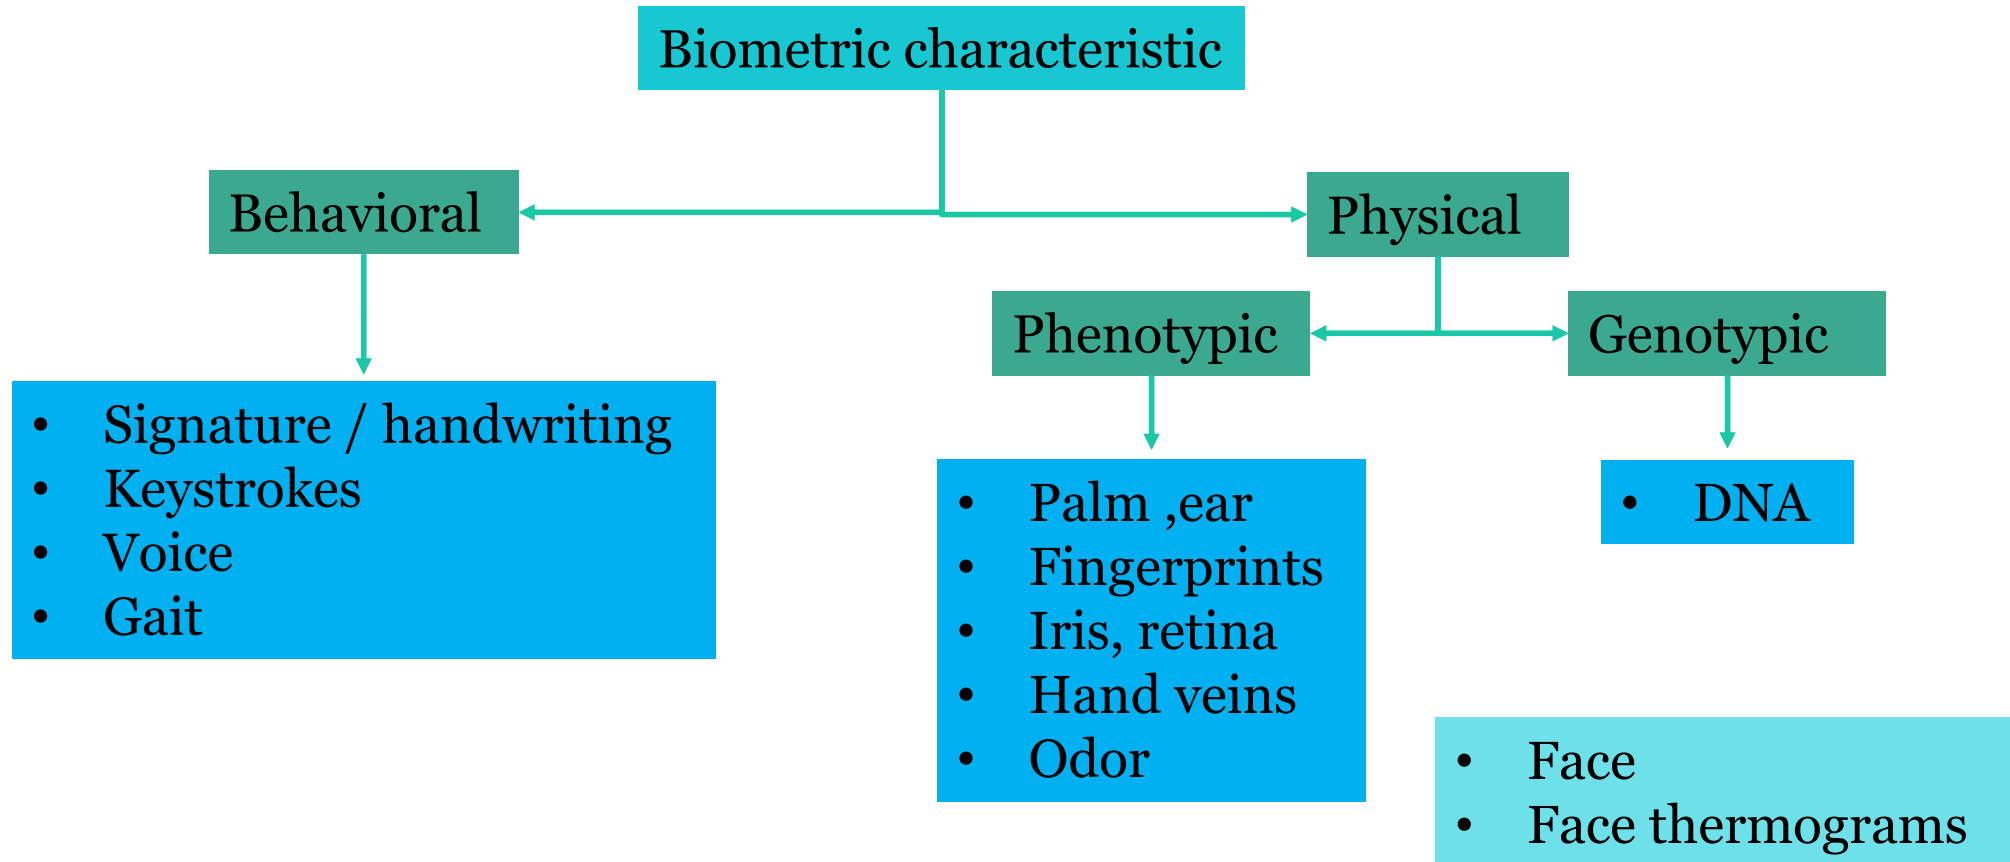 Biometric characteristic
Behavioral
Physical
Phenotypic
Genotypic
• Signature / handwriting
• Keystrokes
• Voice
• Gait
• Palm ,ear
• Fingerprints
• Iris, retina
• Hand veins
• Odor
• DNA
• Face
• Face thermograms